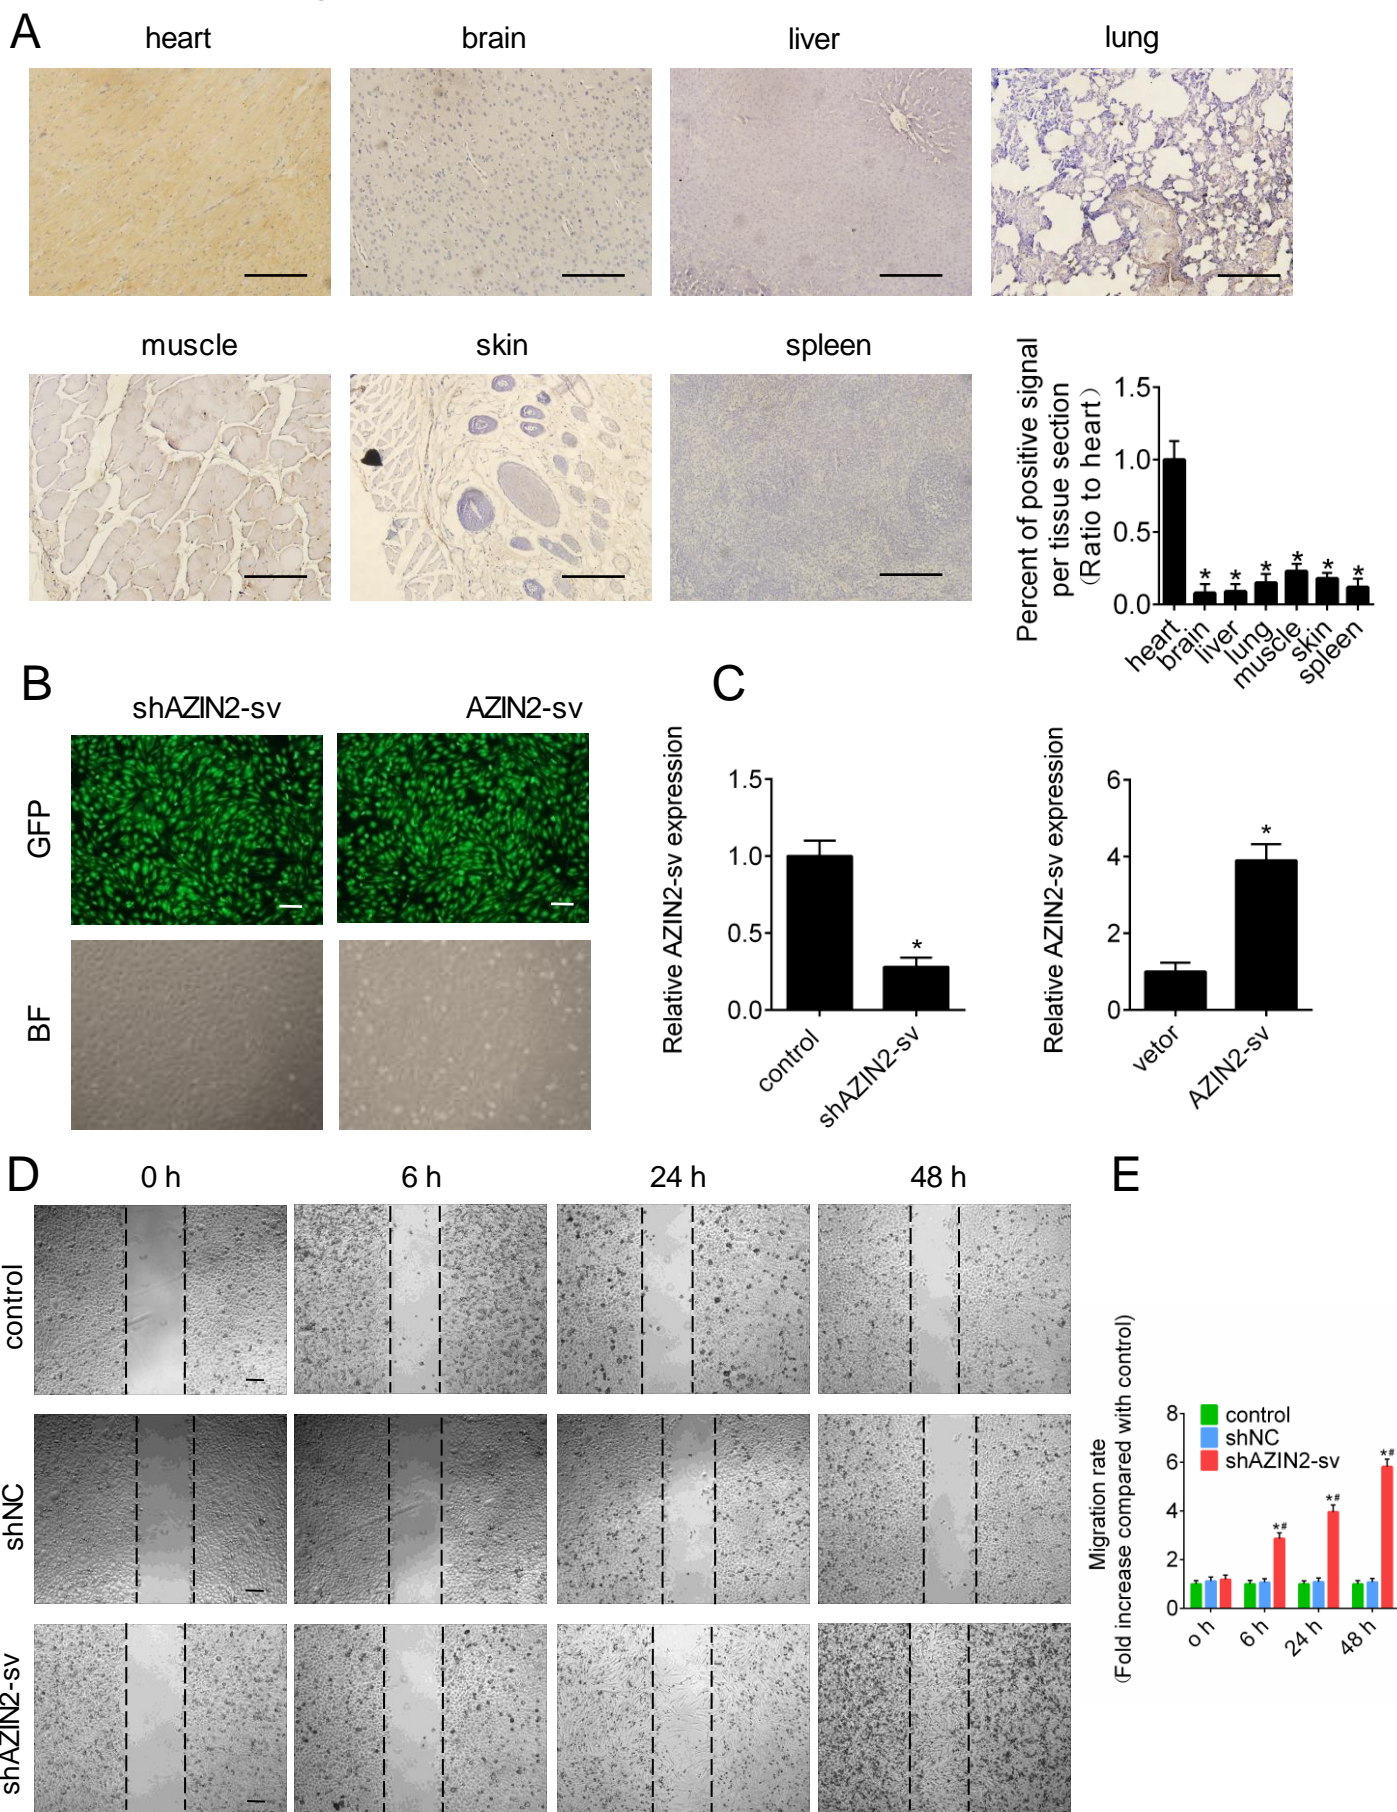 A
heart
brain
liver
lung
muscle
skin
spleen
Percent of positive signal
per tissue section
(Ratio to heart)
1.5
1.0
0.5
0.0
*
*
*
*
*
*
heart
brain
liver
lung
muscle
skin
spleen
B
shAZIN2-sv
AZIN2-sv
GFP
BF
C
Relative AZIN2-sv expression
1.5
1.0
0.5
0.0
*
control
shAZIN2-sv
Relative AZIN2-sv expression
6
4
2
0
*
vetor
AZIN2-sv
D
0 h
6 h
24 h
48 h
control
shNC
shAZIN2-sv
E
Migration rate
(Fold increase compared with control)
8
6
4
2
0
control
shNC
shAZIN2-sv
*#
*#
*#
0 h
6 h
24 h
48 h